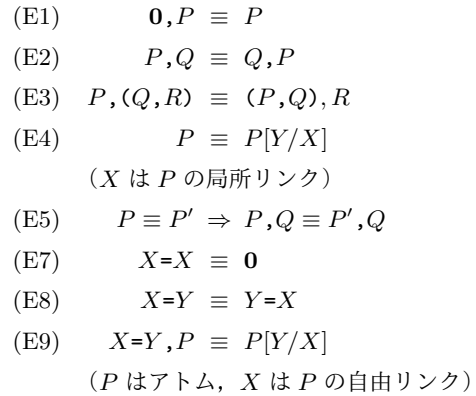 (E1) 0,P ≡ P
(E2) P,Q ≡ Q,P
(E3) P,(Q,R) ≡ (P,Q),R
(E4) P ≡ P[Y/X]
（X は P の局所リンク）
(E5) P ≡ P′ ⇒ P,Q ≡ P′,Q
(E7) X=X ≡ 0
(E8) X=Y ≡ Y=X
(E9) X=Y,P ≡ P[Y/X]
（P はアトム，X は P の自由リンク）